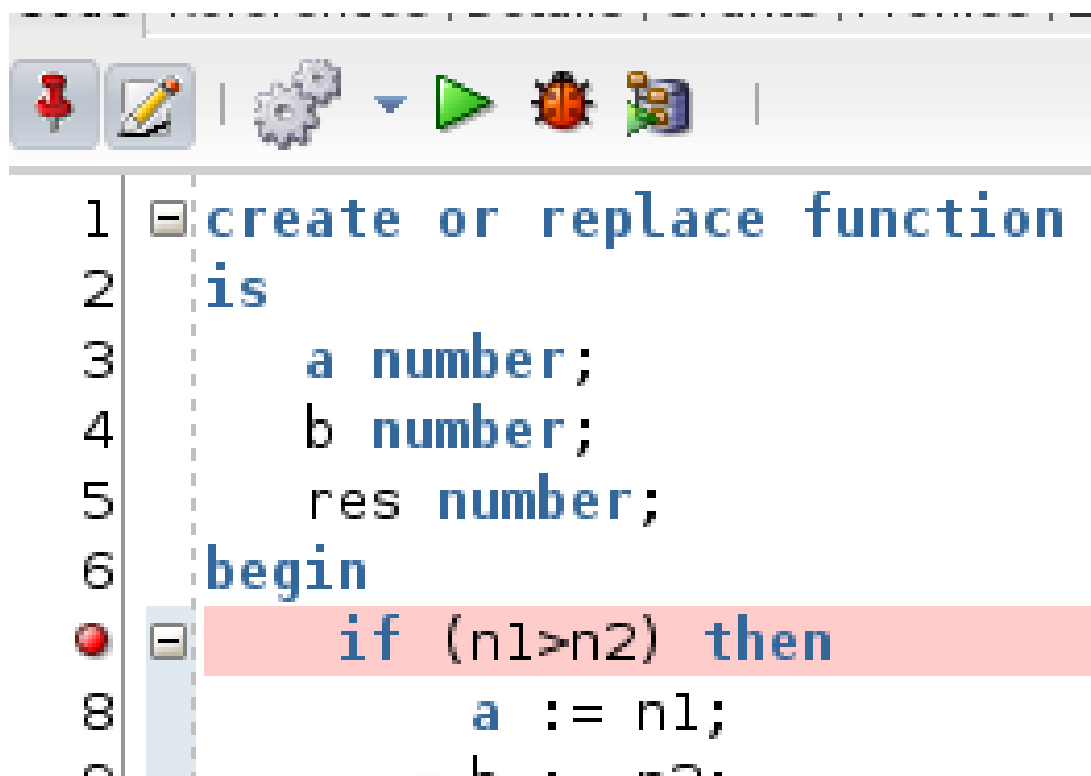 1 create or replace function
2 is
3 a number;
4 b number;
5 res number;
6 begin
if (n1>n2) then
8 a := n1;